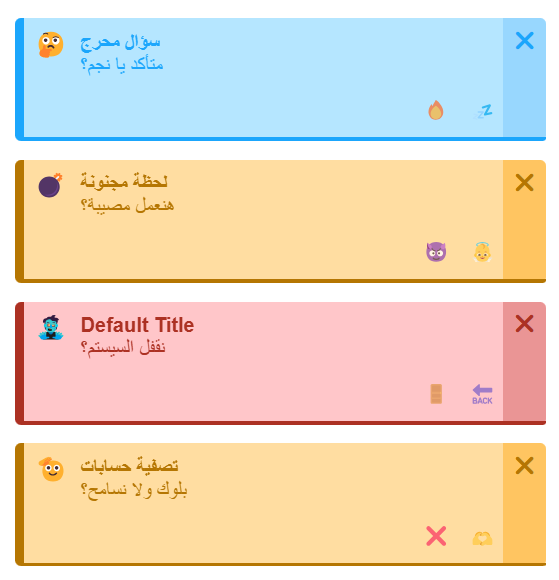 سؤال محرج
متأكد يا نجم؟
لحظة مجنونة
هنعمل مصيبة؟
Default Title
نقفل السيستم؟
BACK
تصفية حسابات
بلوك ولا نسامح؟